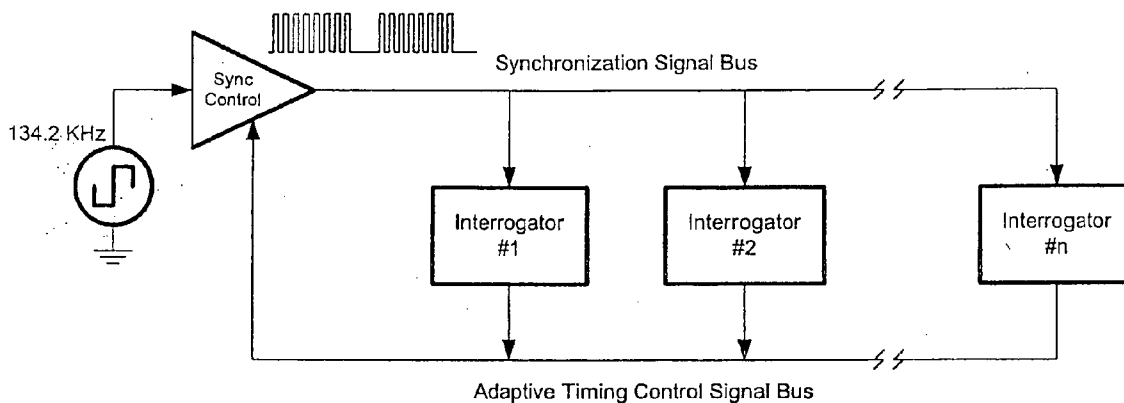 Synchronization Signal Bus
Sync
Control
134.2 KHz
Interrogator
#1
Interrogator
#2
Interrogator
#n
Adaptive Timing Control Signal Bus